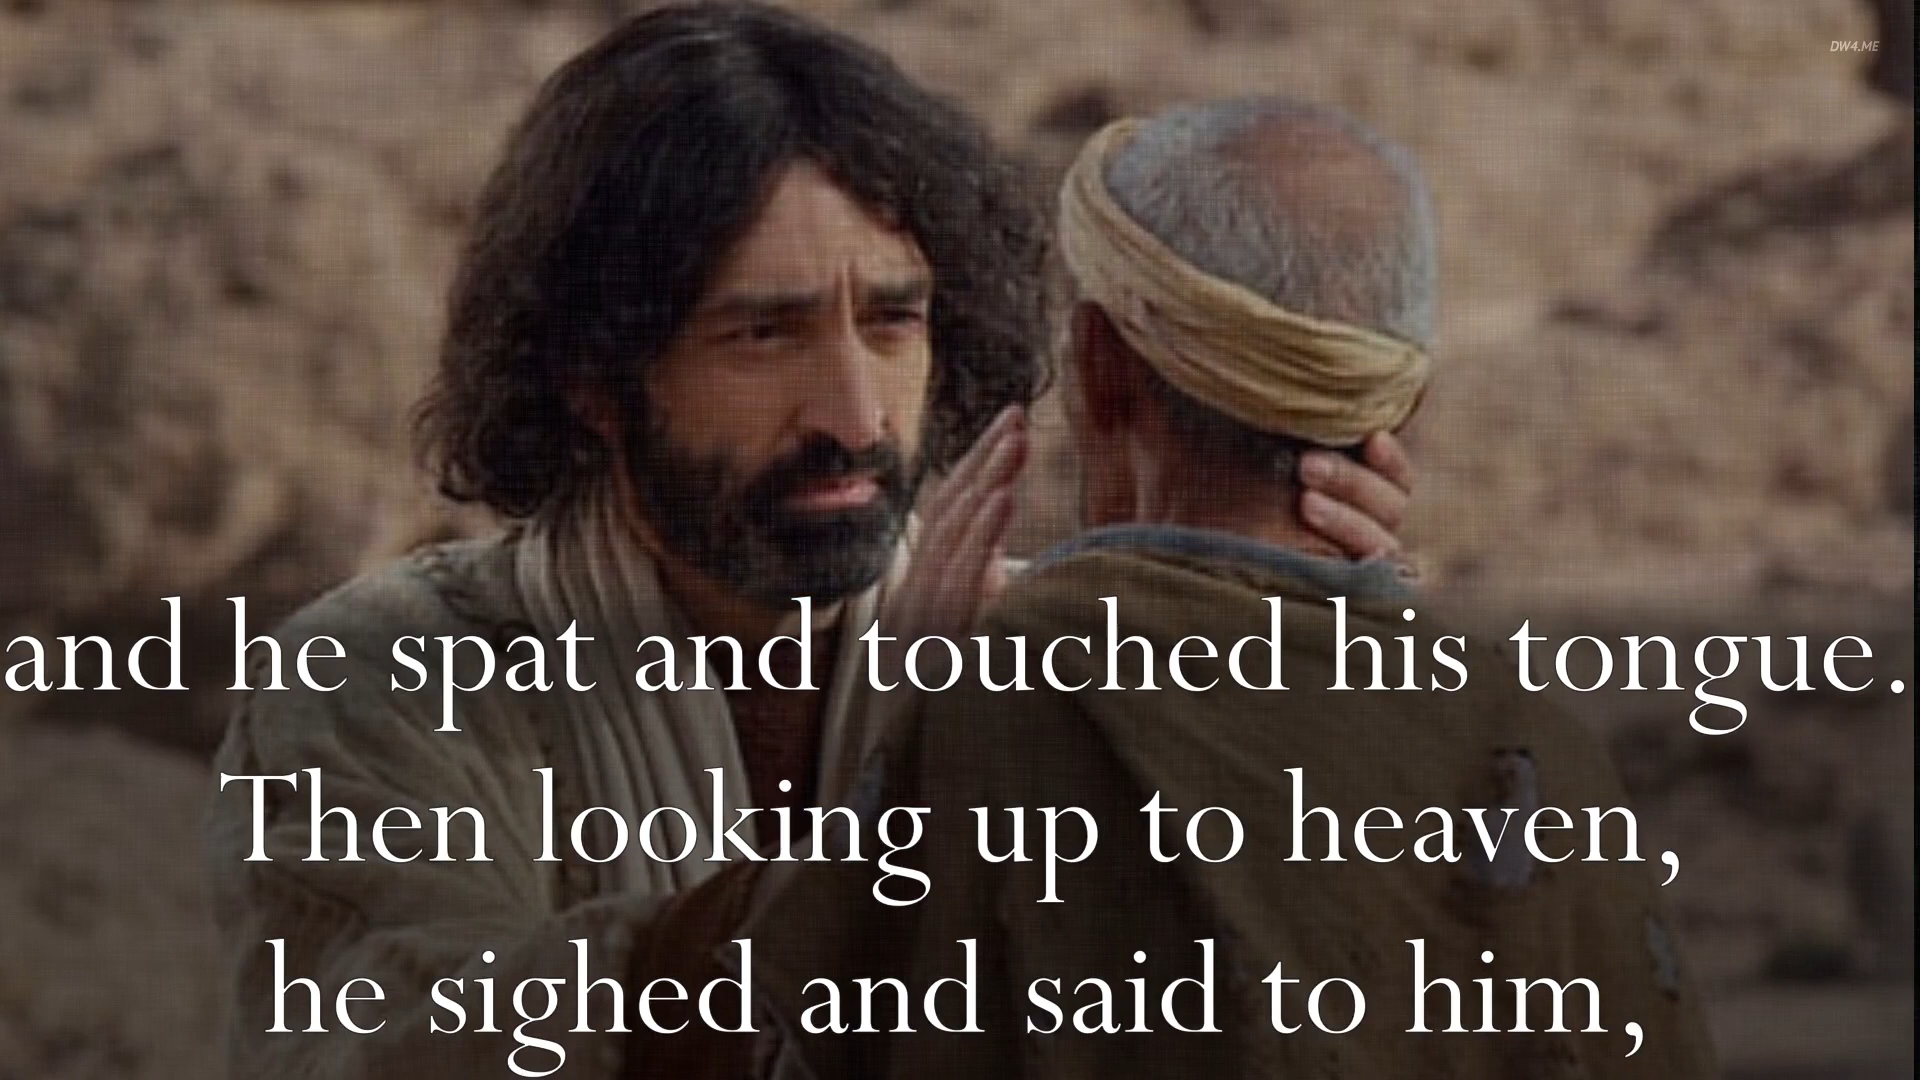 DW4.ME
and he spat and touched his tongue.
Then looking up to heaven,
he sighed and said to him,